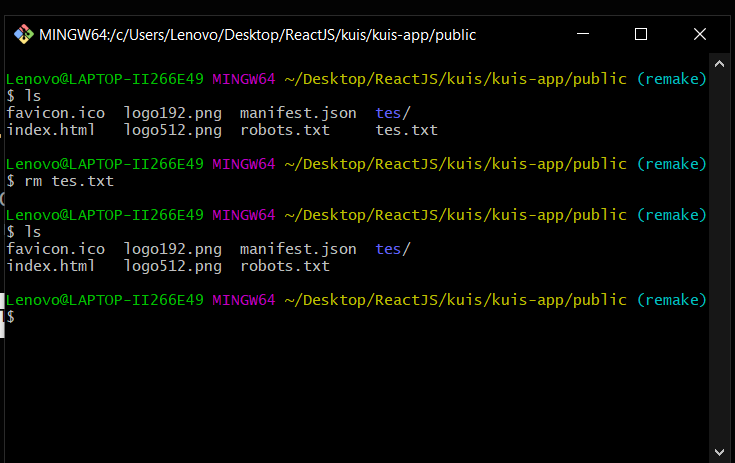 MINGW64:/c/Users/Lenovo/Desktop/ReactJS/kuis/kuis-app/public
Lenovo@LAPTOP-II266E49 MINGW64 ~/Desktop/ReactJS/kuis/kuis-app/public (remake)
$ ls
favicon.ico  logo192.png  manifest.json  tes/
index.html   logo512.png  robots.txt     tes.txt
Lenovo@LAPTOP-II266E49 MINGW64 ~/Desktop/ReactJS/kuis/kuis-app/public (remake)
$ rm tes.txt
Lenovo@LAPTOP-II266E49 MINGW64 ~/Desktop/ReactJS/kuis/kuis-app/public (remake)
$ ls
favicon.ico  logo192.png  manifest.json  tes/
index.html   logo512.png  robots.txt
Lenovo@LAPTOP-II266E49 MINGW64 ~/Desktop/ReactJS/kuis/kuis-app/public (remake)
$